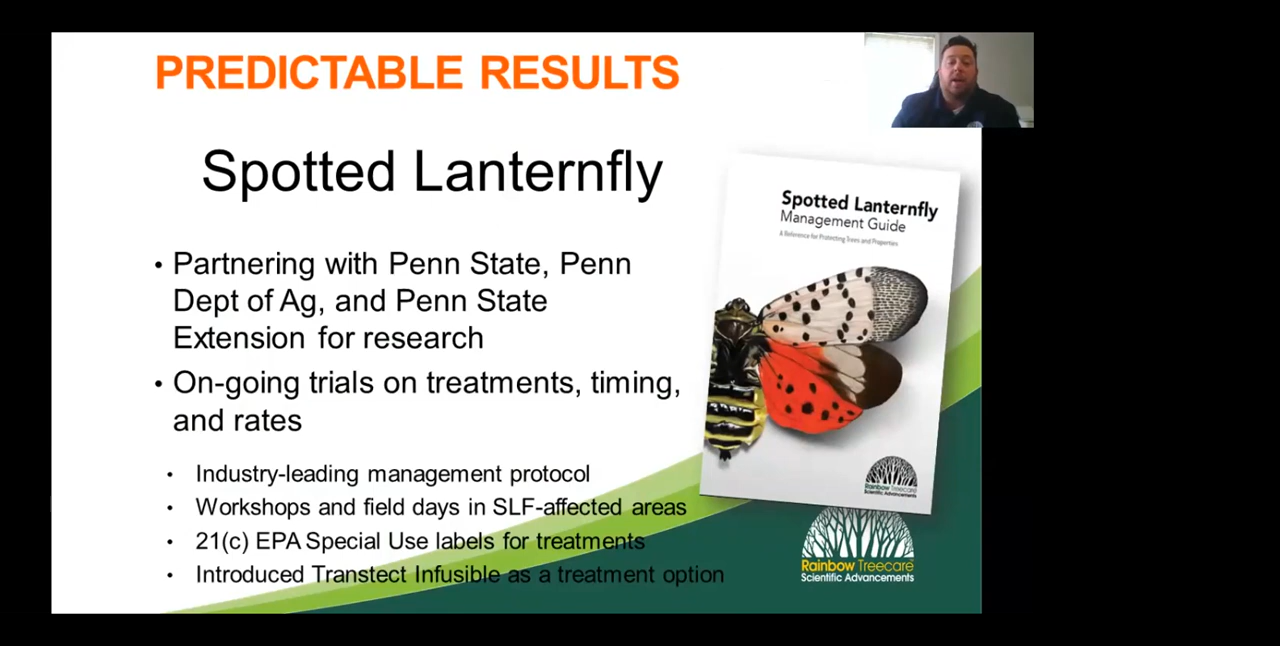 PREDICTABLE RESULTS
Spotted Lanternfly
• Partnering with Penn State, Penn
Dept of Ag, and Penn State
Extension for research
• On-going trials on treatments, timing,
and rates
• Industry-leading management protocol
• Workshops and field days in SLF-affected areas
• 21(c) EPA Special Use labels for treatments
• Introduced Transtect Infusible as a treatment option
Spotted Lanternfly
Management Guide
A Reference for Protecting Trees and Properties
Rainbow Treecare
Scientific Advancements
Rainbow Treecare
Scientific Advancements